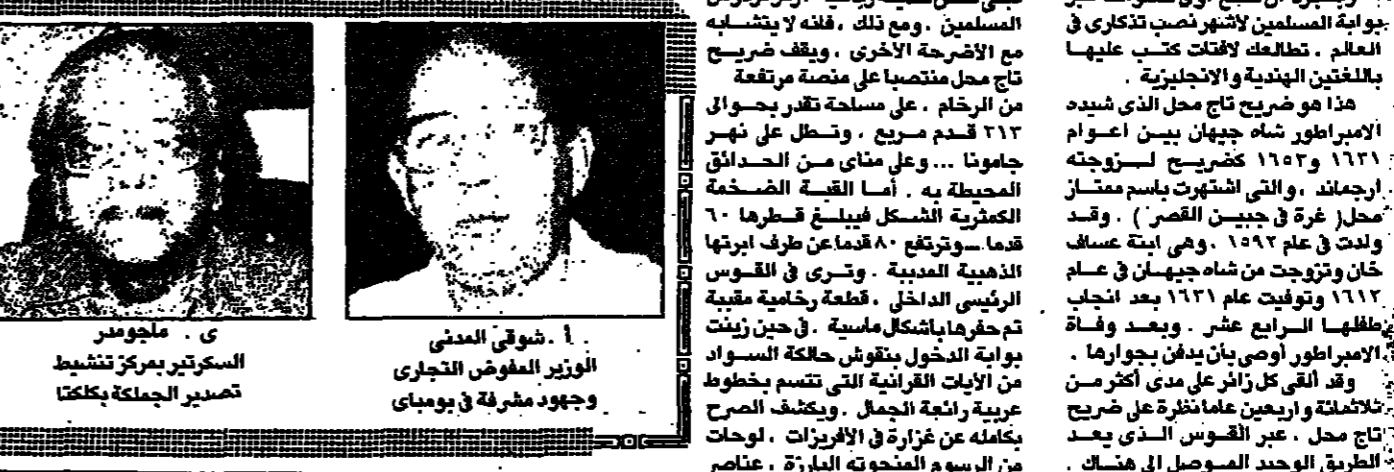 بوابة المسلمين لأشهر نصب تذكارى فى
العالم . تطالعك لافتات كتب عليها
باللغتين الهندية والانجليزية .
هذا هو ضريح تاج محل الذى شيده
الامبراطور شاه جيهان بين اعوام
١٦٣١ و ١٦٥٣ كضريح لزوجته
ارجماند ، والتى اشتهرت باسم ممتاز
محل( غرة فى جبين القصر ) . وقد
ولدت فى عام ١٥٩٢ . وهى ابنة عساف
خان وتزوجت من شاه جيهان فى عام
١٦١٢ وتوفيت عام ١٦٣١ بعد انجاب
طفلها الرابع عشر . وبعد وفاة
الامبراطور أوصى بأن يدفن بجوارها .
وقد ألقى كل زائر على مدى أكثر من
ثلاثمائة واربعين عاما نظرة على ضريح
تاج محل ، عبر القوس الذى يعد
الطريق الوحيد الموصل الى هناك .
المسلمين . ومع ذلك ، فانه لا يتشابه
مع الأضرحة الأخرى ، ويقف ضريح
تاج محل منتصبا على منصة مرتفعة
من الرخام ، على مساحة تقدر بحوالى
٣١٣ قدم مربع ، وتطل على نهر
جامونا ... وعلى مناى من الحدائق
المحيطة به . أما القبة الضخمة
الكمثرية الشكل فيبلغ قطرها ٦٠
قدما ــ وترتفع ٨٠ قدما عن طرف ابرتها
الذهبية المدببة . وترى فى القوس
الرئيسى الداخلى ، قطعة رخامية مقببة
تم حفرها باشكال ماسية . فى حين زينت
بوابة الدخول بنقوش حالكة السواد
من الآيات القرانية التى تتسم بخطوط
عربية رائعة الجمال . ويكشف الصرح
بكامله عن غزارة فى الافريزات ، لوحات
من الرسوم المنحوته البارزة ، عناصر
أ . شوقى المدنى
الوزير المفوض التجارى
وجهود مشرفة فى بومباى
ى . ماجومدر
السكرتير بمركز تنشيط
تصدير الجملكة بكلكتا